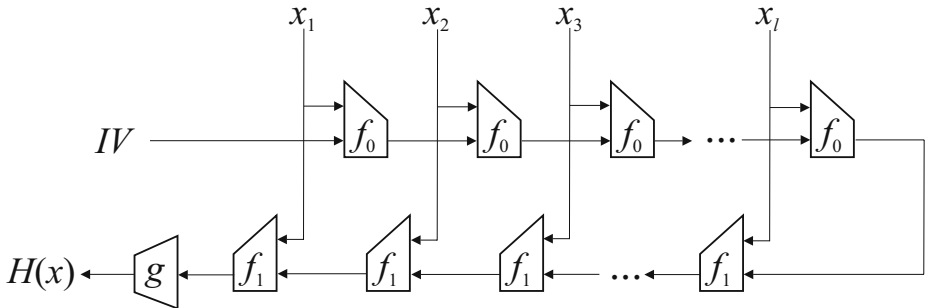 x₁ x₂ x₃ xₗ
IV f₀ f₀ f₀ ... f₀
H(x) g f₁ f₁ f₁ ... f₁